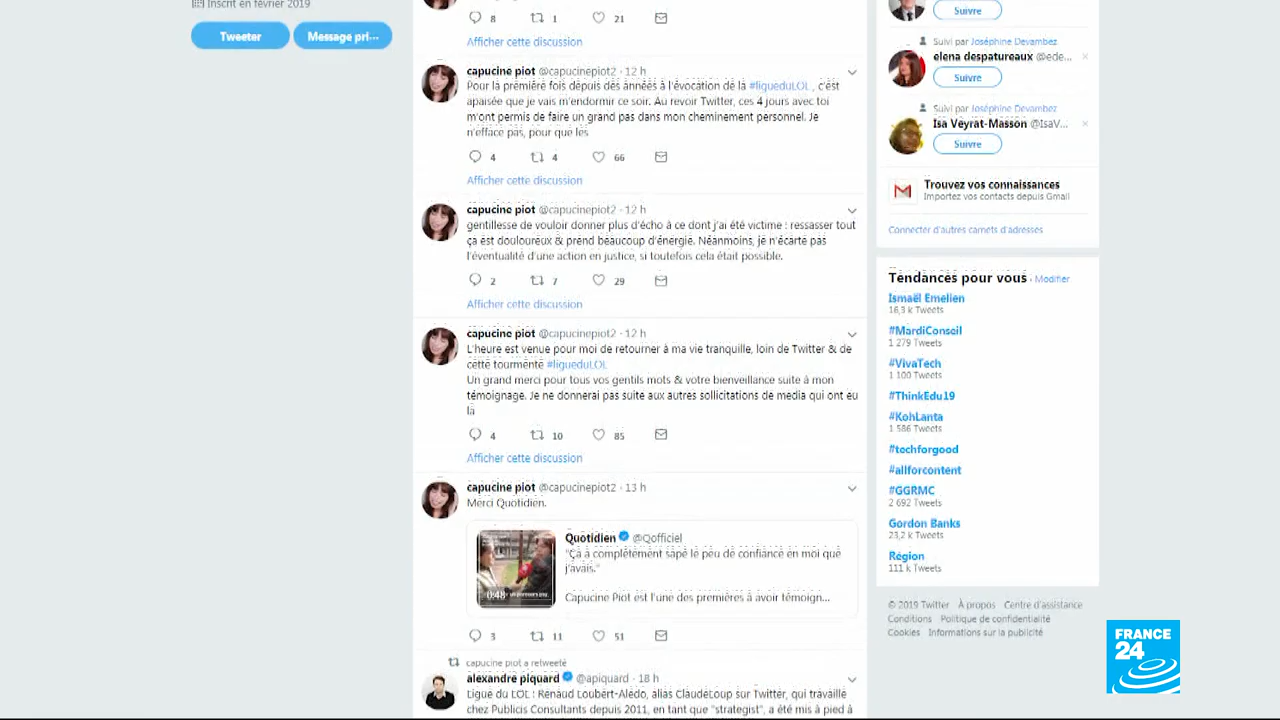 Inscrit en février 2019
Tweeter
Message pri...
8 1 21
Afficher cette discussion
capucine piot @capucinepiot2 · 12 h
Pour la première fois depuis des années à l'évocation de la #ligueduLOL , c'est
apaisée que je vais m'endormir ce soir. Au revoir Twitter, ces 4 jours avec toi
m'ont permis de faire un grand pas dans mon cheminement personnel. Je
n'efface pas, pour que les
4 4 66
Afficher cette discussion
capucine piot @capucinepiot2 · 12 h
gentillesse de vouloir donner plus d'écho à ce dont j'ai été victime : ressasser tout
ça est douloureux & prend beaucoup d'énergie. Néanmoins, je n'écarte pas
l'éventualité d'une action en justice, si toutefois cela était possible.
2 7 29
Afficher cette discussion
capucine piot @capucinepiot2 · 12 h
L'heure est venue pour moi de retourner à ma vie tranquille, loin de Twitter & de
cette tourmente #ligueduLOL
Un grand merci pour tous vos gentils mots & votre bienveillance suite à mon
témoignage. Je ne donnerai pas suite aux autres sollicitations de media qui ont eu
la
4 10 85
Afficher cette discussion
capucine piot @capucinepiot2 · 13 h
Merci Quotidien.
Quotidien @Qofficiel
"Ça a complètement sapé le peu de confiance en moi que
j'avais."
0:48
Capucine Piot est l'une des premières à avoir témoign...
3 11 51
capucine piot a retweeté
alexandre piquard @apiquard · 18 h
Ligue du LOL : Renaud Loubert-Aledo, alias ClaudeLoup sur Twitter, qui travaille
chez Publicis Consultants depuis 2011, en tant que "strategist", a été mis à pied à
Suivre
Suivi par Joséphine Devambez
elena despatureaux @ede...
Suivre
Suivi par Joséphine Devambez
Isa Veyrat-Masson @IsaV...
Suivre
Trouvez vos connaissances
Importez vos contacts depuis Gmail
Connecter d'autres carnets d'adresses
Tendances pour vous · Modifier
Ismaël Emelien
16,3 k Tweets
#MardiConseil
1 279 Tweets
#VivaTech
1 100 Tweets
#ThinkEdu19
#KohLanta
1 586 Tweets
#techforgood
#allforcontent
#GGRMC
2 692 Tweets
Gordon Banks
23,2 k Tweets
Région
111 k Tweets
© 2019 Twitter À propos Centre d'assistance
Conditions Politique de confidentialité
Cookies Informations sur la publicité
FRANCE
24